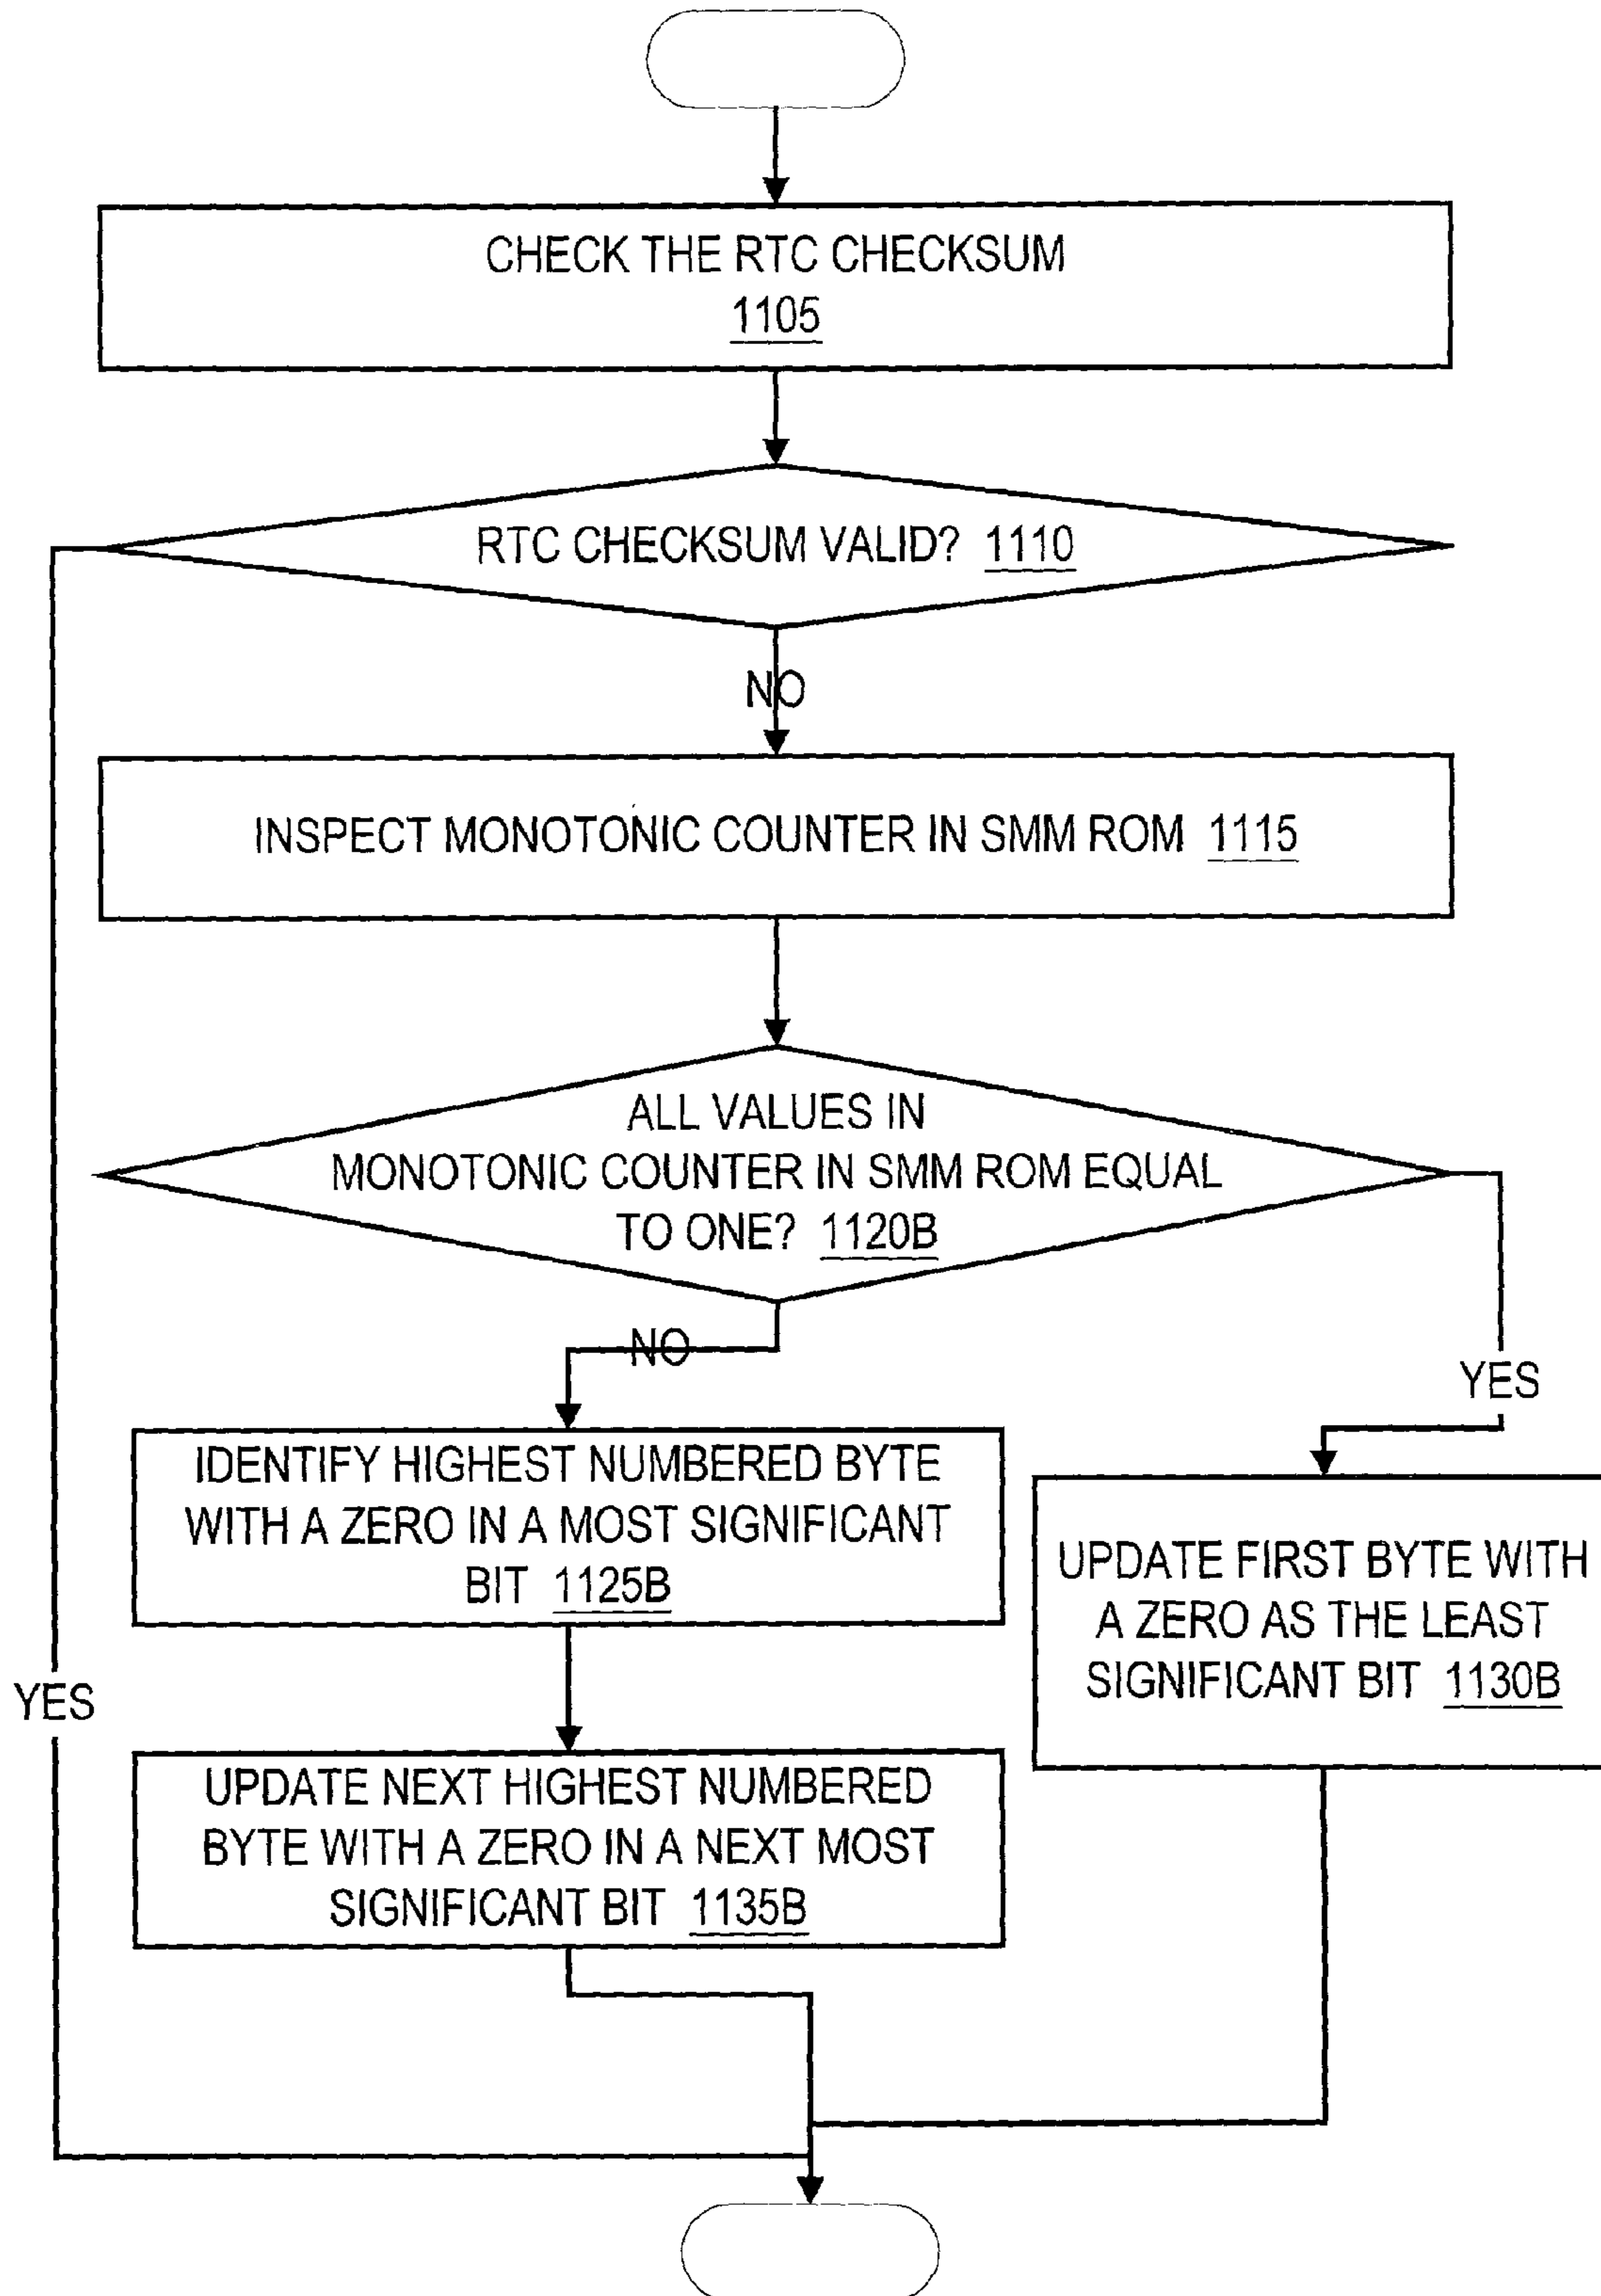 CHECK THE RTC CHECKSUM
1105
RTC CHECKSUM VALID? 1110
NO
INSPECT MONOTONIC COUNTER IN SMM ROM 1115
ALL VALUES IN
MONOTONIC COUNTER IN SMM ROM EQUAL
TO ONE? 1120B
NO
YES
IDENTIFY HIGHEST NUMBERED BYTE
WITH A ZERO IN A MOST SIGNIFICANT
BIT 1125B
UPDATE FIRST BYTE WITH
A ZERO AS THE LEAST
SIGNIFICANT BIT 1130B
YES
UPDATE NEXT HIGHEST NUMBERED
BYTE WITH A ZERO IN A NEXT MOST
SIGNIFICANT BIT 1135B